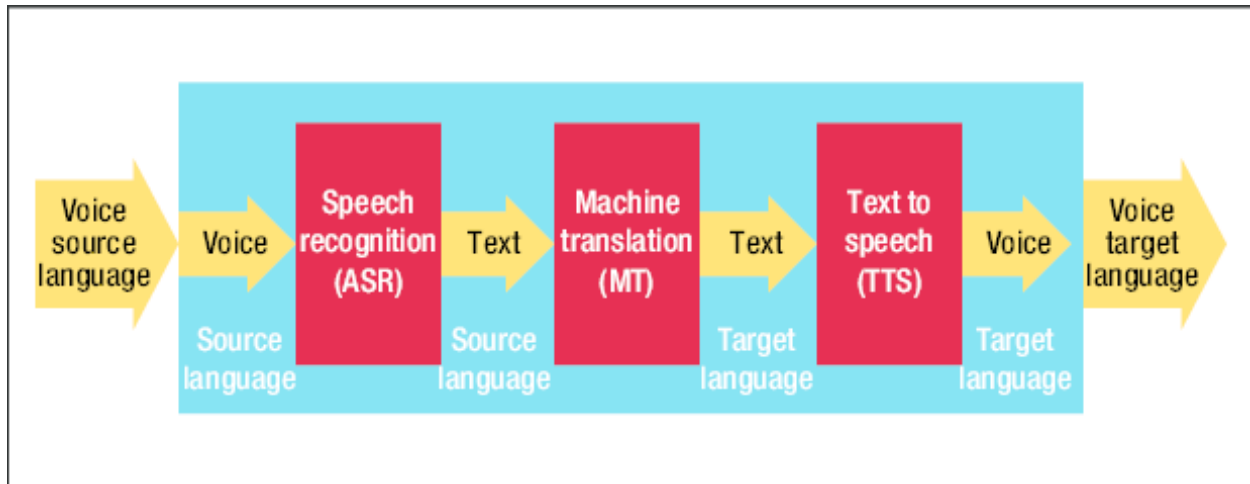 Voice
source
language
Voice
Source
language
Speech
recognition
(ASR)
Text
Source
language
Machine
translation
(MT)
Text
Target
language
Text to
speech
(TTS)
Voice
Target
language
Voice
target
language